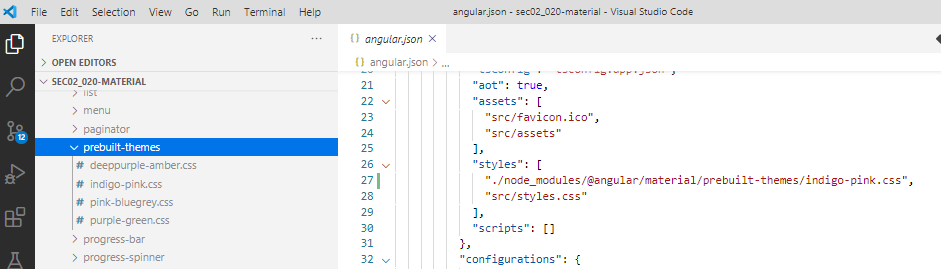 File Edit Selection View Go Run Terminal Help angular.json - sec02_020-material - Visual Studio Code
EXPLORER ...
angular.json
OPEN EDITORS
angular.json > ...
SEC02_020-MATERIAL
list
menu
paginator
prebuilt-themes
# deeppurple-amber.css
# indigo-pink.css
# pink-bluegrey.css
# purple-green.css
progress-bar
progress-spinner
12
20 "tsConfig": "tsconfig.app.json",
21 "aot": true,
22 "assets": [
23 "src/favicon.ico",
24 "src/assets"
25 ],
26 "styles": [
27 "./node_modules/@angular/material/prebuilt-themes/indigo-pink.css",
28 "src/styles.css"
29 ],
30 "scripts": []
31 },
32 "configurations": {